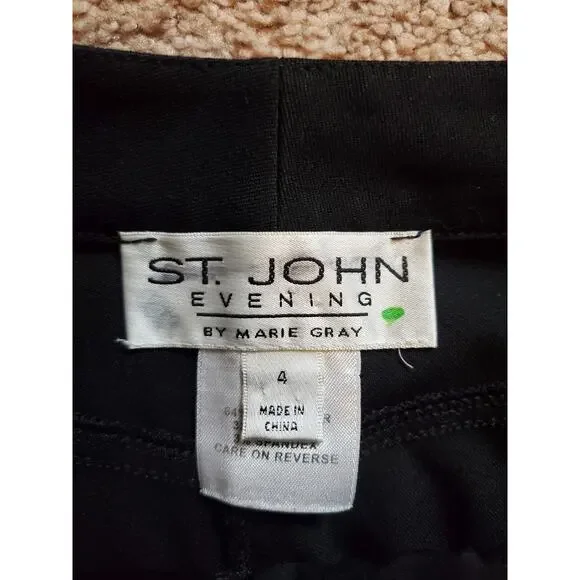 ST. JOHN
EVENING
BY MARIE GRAY
4
MADE IN
CHINA
SPANDEX
CARE ON REVERSE